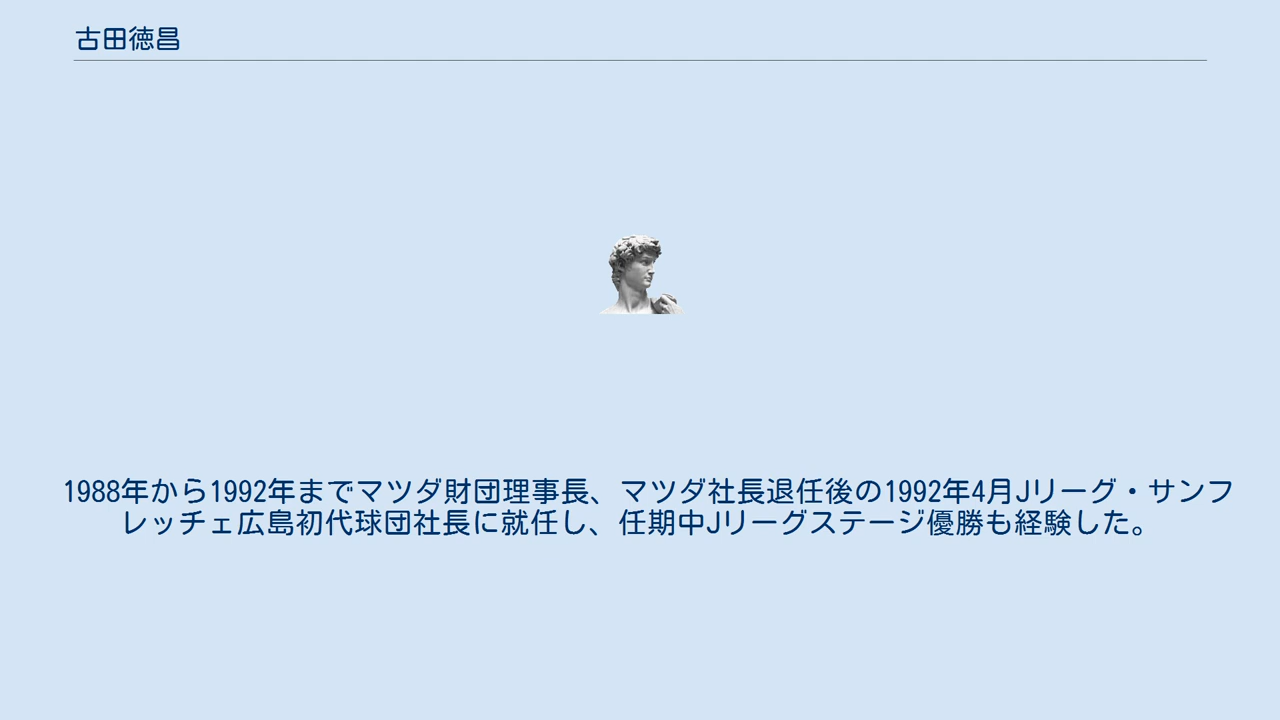 古田徳昌
1988年から1992年までマツダ財団理事長、マツダ社長退任後の1992年4月Jリーグ・サンフ
レッチェ広島初代球団社長に就任し、任期中Jリーグステージ優勝も経験した。